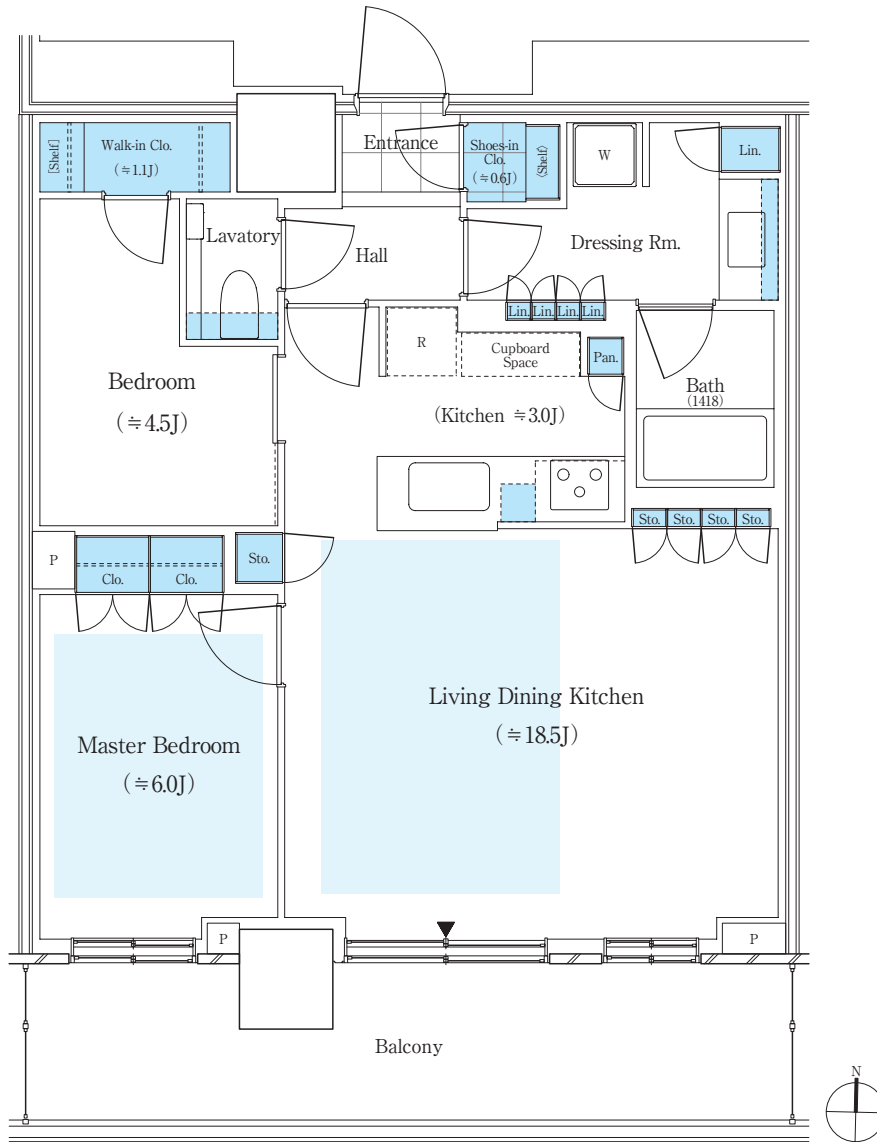 [Shelf]
Walk-in Clo.
(≒1.1J)
Entrance
Shoes-in
Clo.
(≒0.6J)
(Shelf)
W
Lin.
Lavatory
Hall
Dressing Rm.
Lin.
Lin.
Lin.
Lin.
R
Cupboard
Space
Pan.
Bath
(1418)
Bedroom
(≒4.5J)
(Kitchen ≒3.0J)
Sto.
Sto.
Sto.
Sto.
P
Clo.
Clo.
Sto.
Living Dining Kitchen
(≒18.5J)
Master Bedroom
(≒6.0J)
P
P
Balcony
N